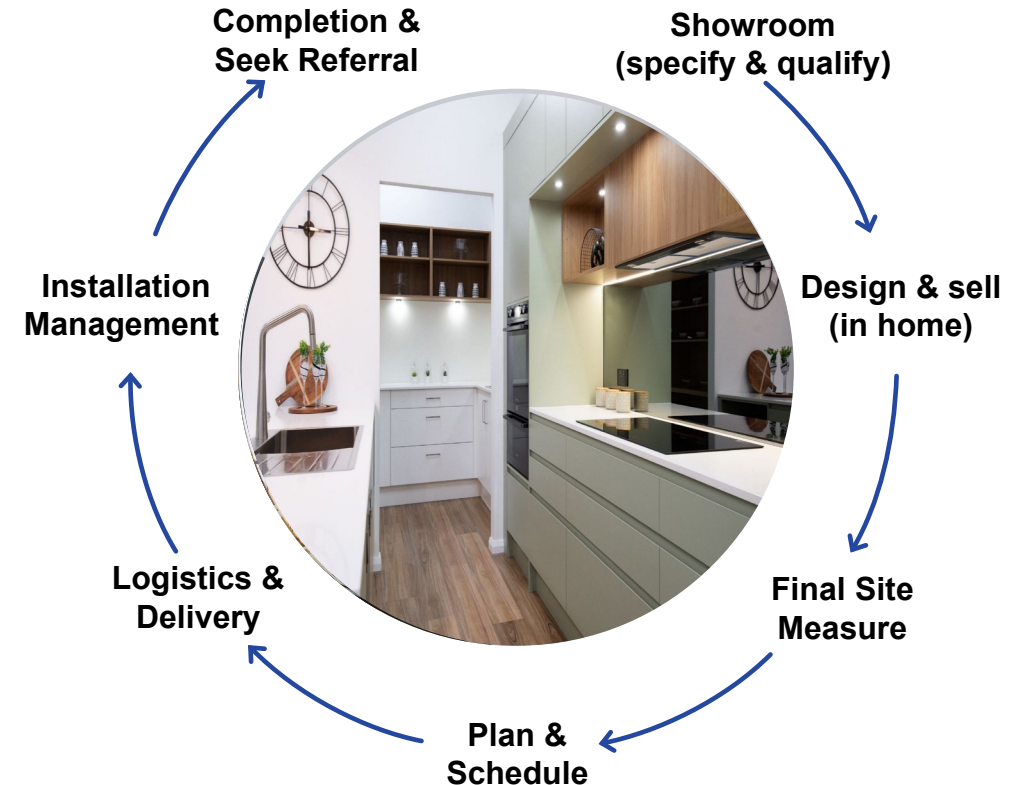 Completion &
Seek Referral
Showroom
(specify & qualify)
Design & sell
(in home)
Final Site
Measure
Plan &
Schedule
Logistics &
Delivery
Installation
Management